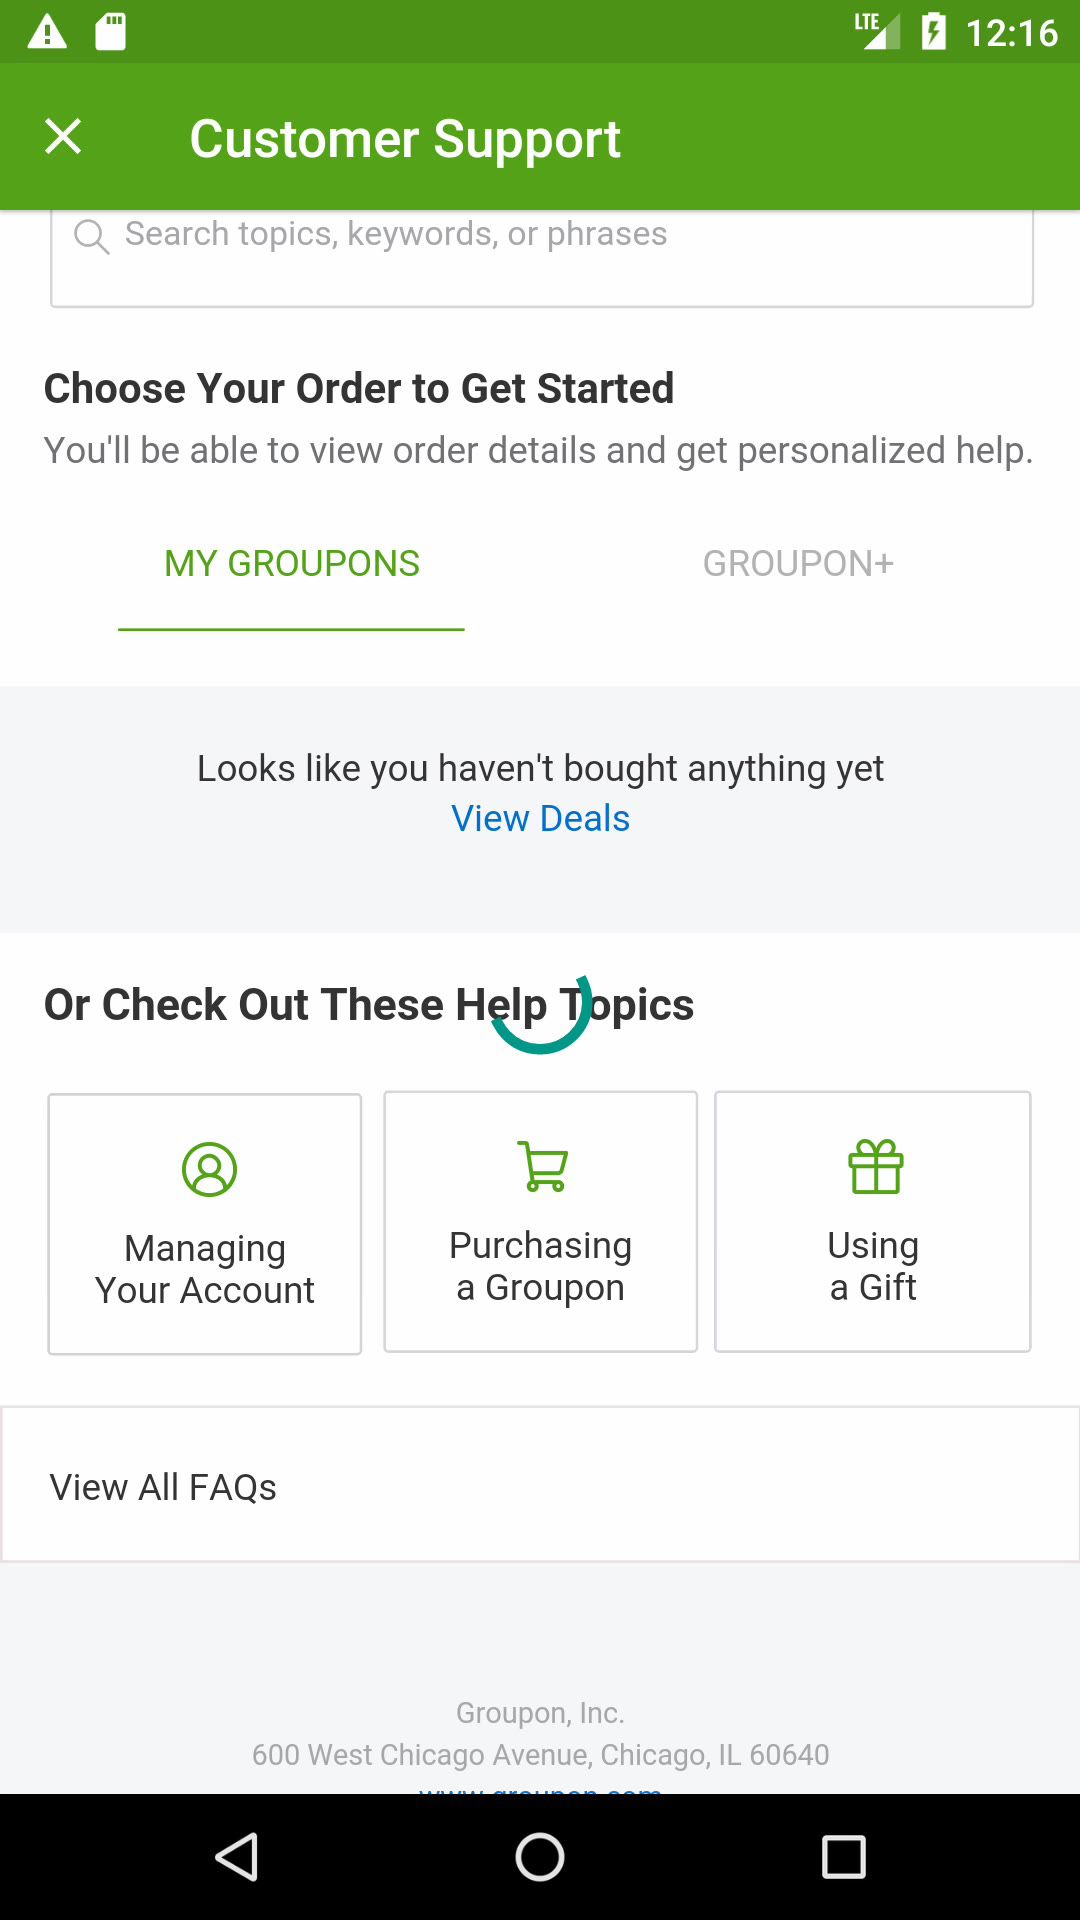 LTE 12:16
Customer Support
Search topics, keywords, or phrases
Choose Your Order to Get Started
You'll be able to view order details and get personalized help.
MY GROUPONS GROUPON+
Looks like you haven't bought anything yet
View Deals
Or Check Out These Help Topics
Managing
Your Account
Purchasing
a Groupon
Using
a Gift
View All FAQs
Groupon, Inc.
600 West Chicago Avenue, Chicago, IL 60640
www.groupon.com